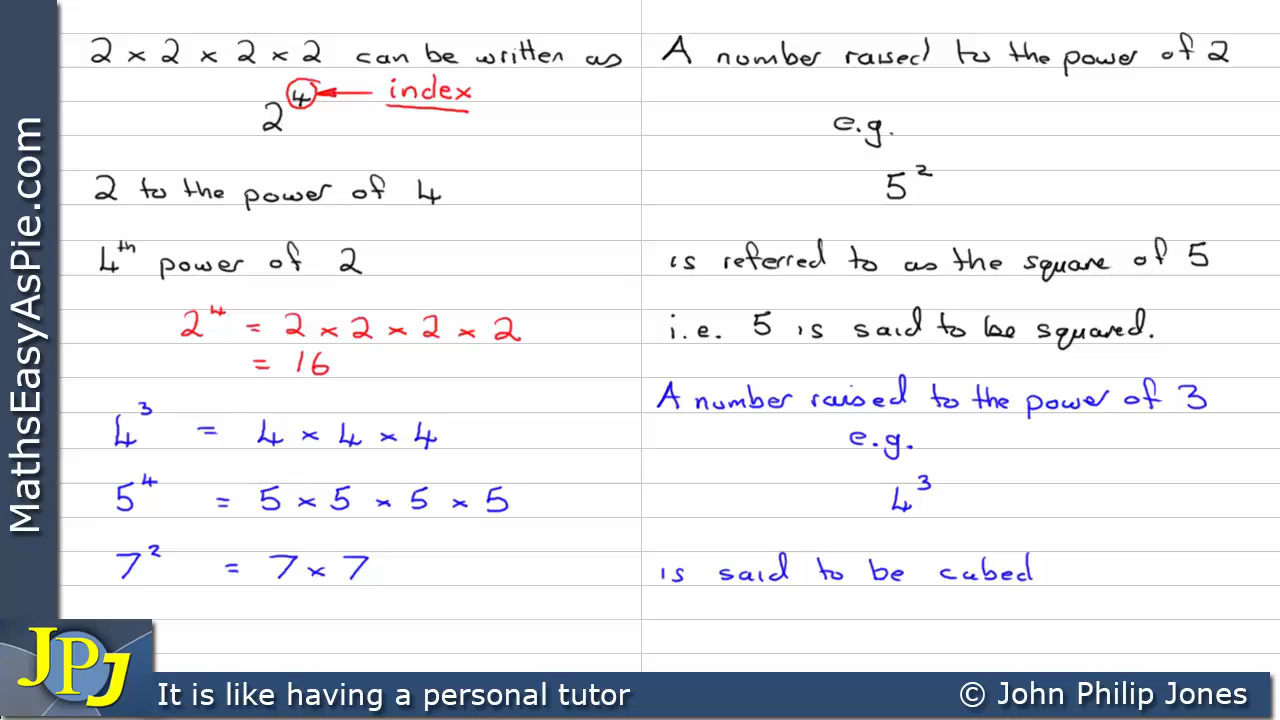 MathsEasyAsPie.com
2 × 2 × 2 × 2 can be written as
2⁴ ← index
2 to the power of 4
4ᵗʰ power of 2
2⁴ = 2 × 2 × 2 × 2
= 16
4³ = 4 × 4 × 4
5⁴ = 5 × 5 × 5 × 5
7² = 7 × 7
A number raised to the power of 2
e.g.
5²
is referred to as the square of 5
i.e. 5 is said to be squared.
A number raised to the power of 3
e.g.
4³
is said to be cubed
JPJ
It is like having a personal tutor
© John Philip Jones